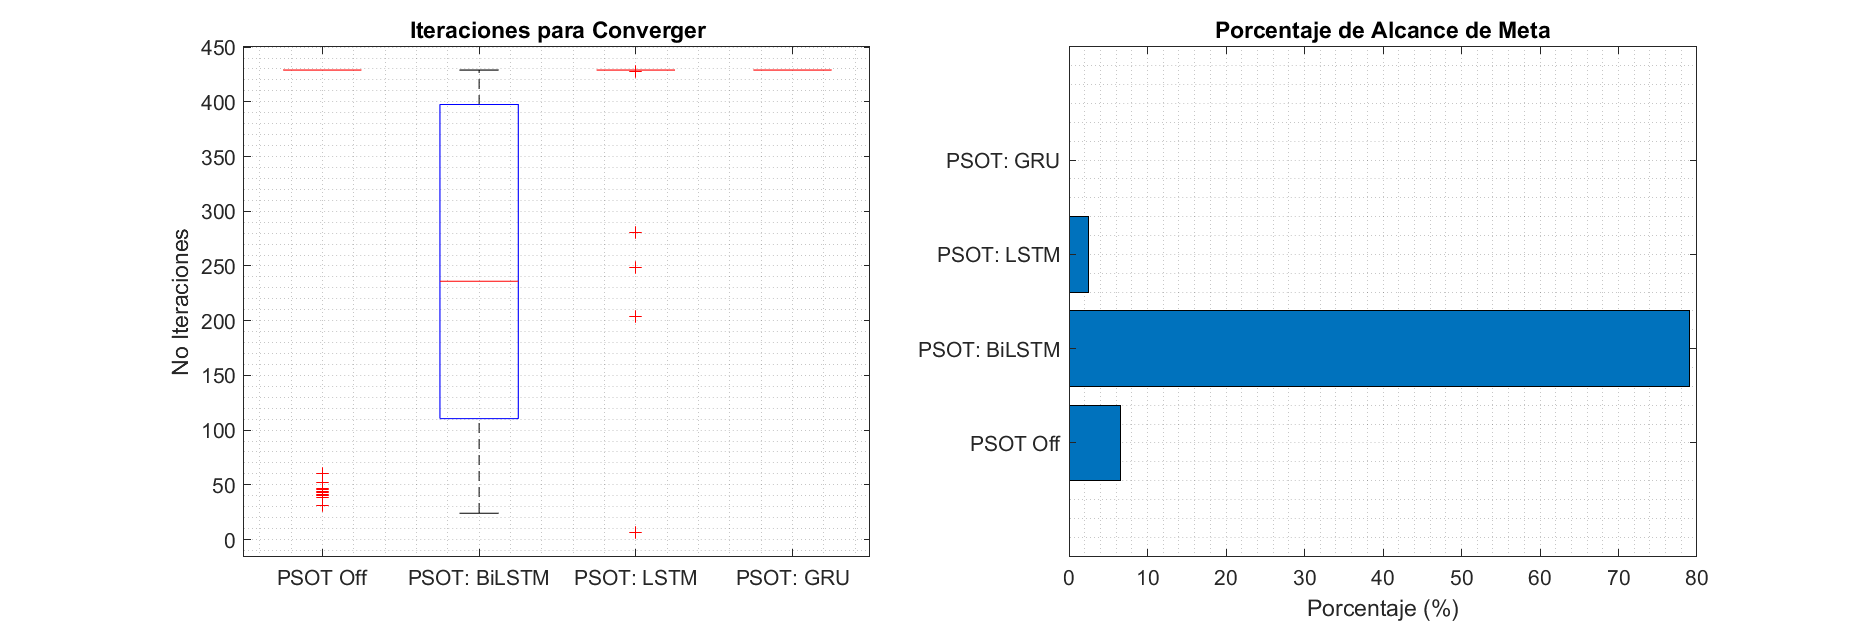 Iteraciones para Converger
No Iteraciones
450
400
350
300
250
200
150
100
50
0
PSOT Off
PSOT: BiLSTM
PSOT: LSTM
PSOT: GRU
Porcentaje de Alcance de Meta
PSOT: GRU
PSOT: LSTM
PSOT: BiLSTM
PSOT Off
0
10
20
30
40
50
60
70
80
Porcentaje (%)